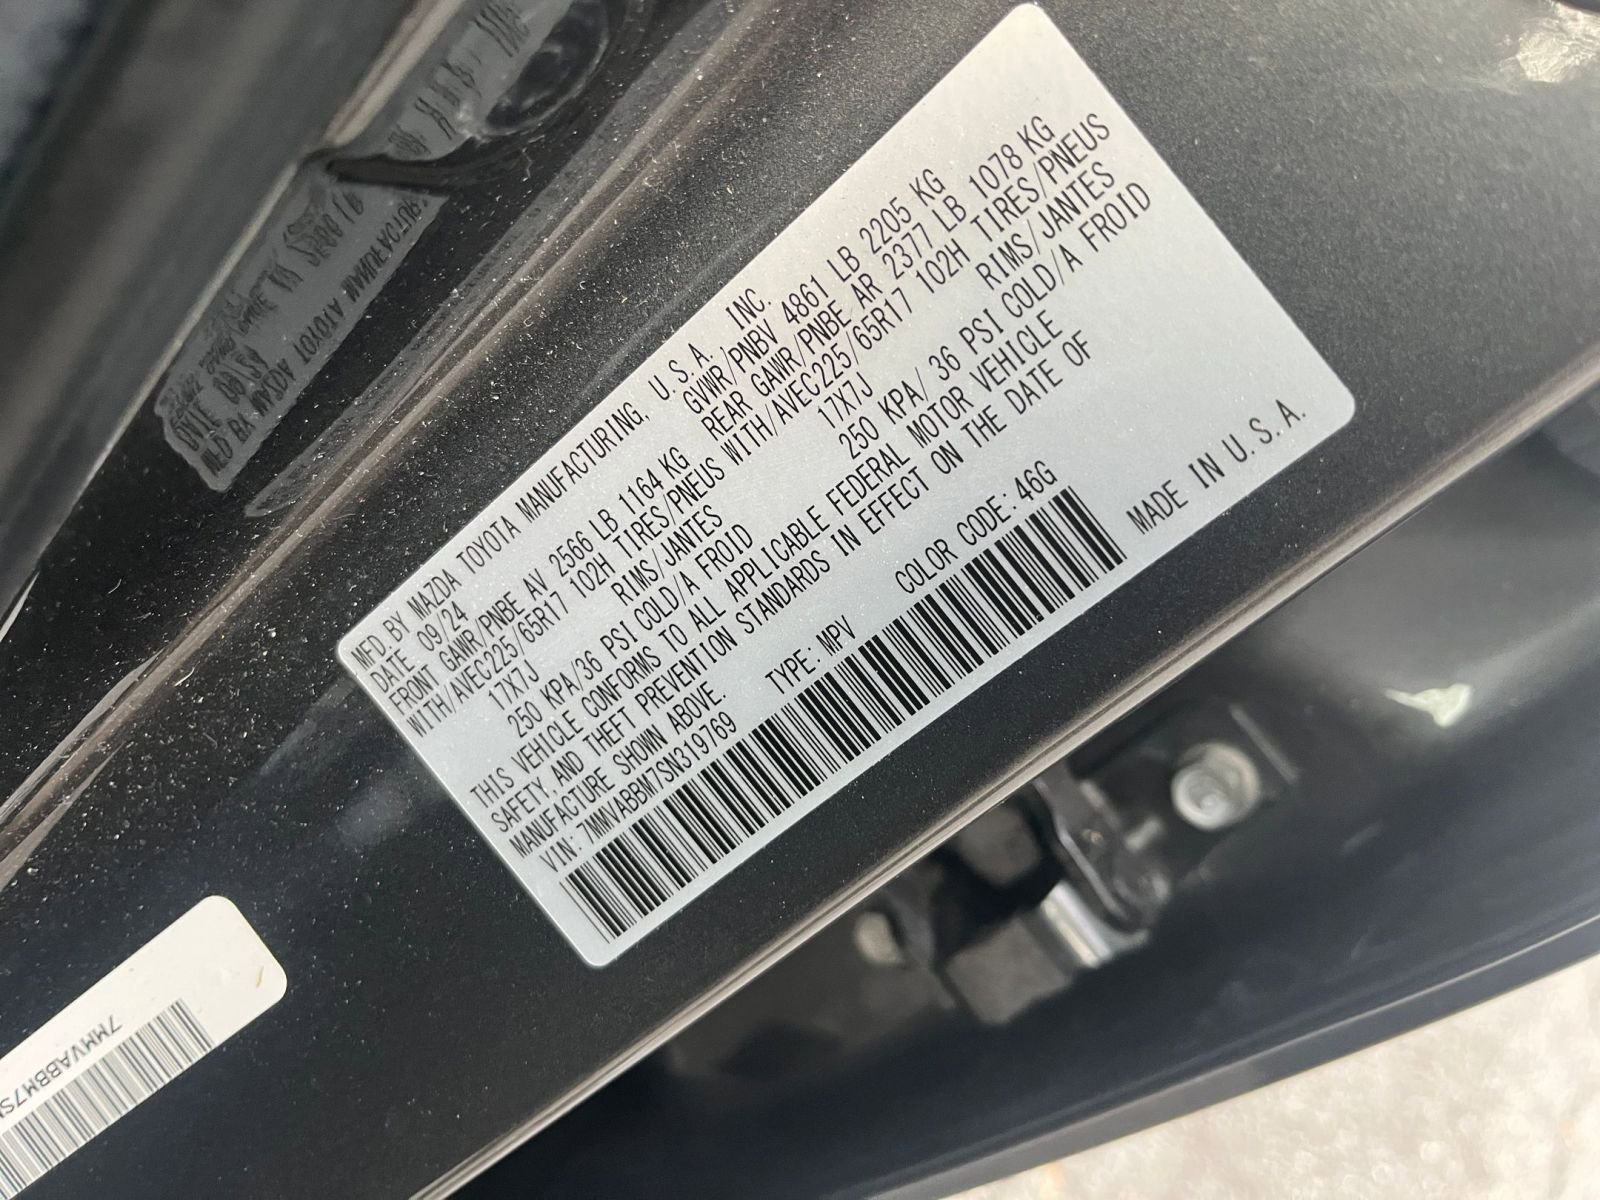 MFD. BY MAZDA TOYOTA MANUFACTURING, U.S.A. INC.
DATE 09/24 GVWR/PNBV 4861 LB 2205 KG
FRONT GAWR/PNBE AV 2566 LB 1164 KG REAR GAWR/PNBE AR 2377 LB 1078 KG
WITH/AVEC225/65R17 102H TIRES/PNEUS WITH/AVEC225/65R17 102H TIRES/PNEUS
17X7J RIMS/JANTES 17X7J RIMS/JANTES
250 KPA/36 PSI COLD/A FROID 250 KPA/ 36 PSI COLD/A FROID
THIS VEHICLE CONFORMS TO ALL APPLICABLE FEDERAL MOTOR VEHICLE
SAFETY, AND THEFT PREVENTION STANDARDS IN EFFECT ON THE DATE OF
MANUFACTURE SHOWN ABOVE.
VIN: 7MMVABBM7SN319769 TYPE: MPV COLOR CODE: 46G
MADE IN U.S.A.
7MMVABBM7S